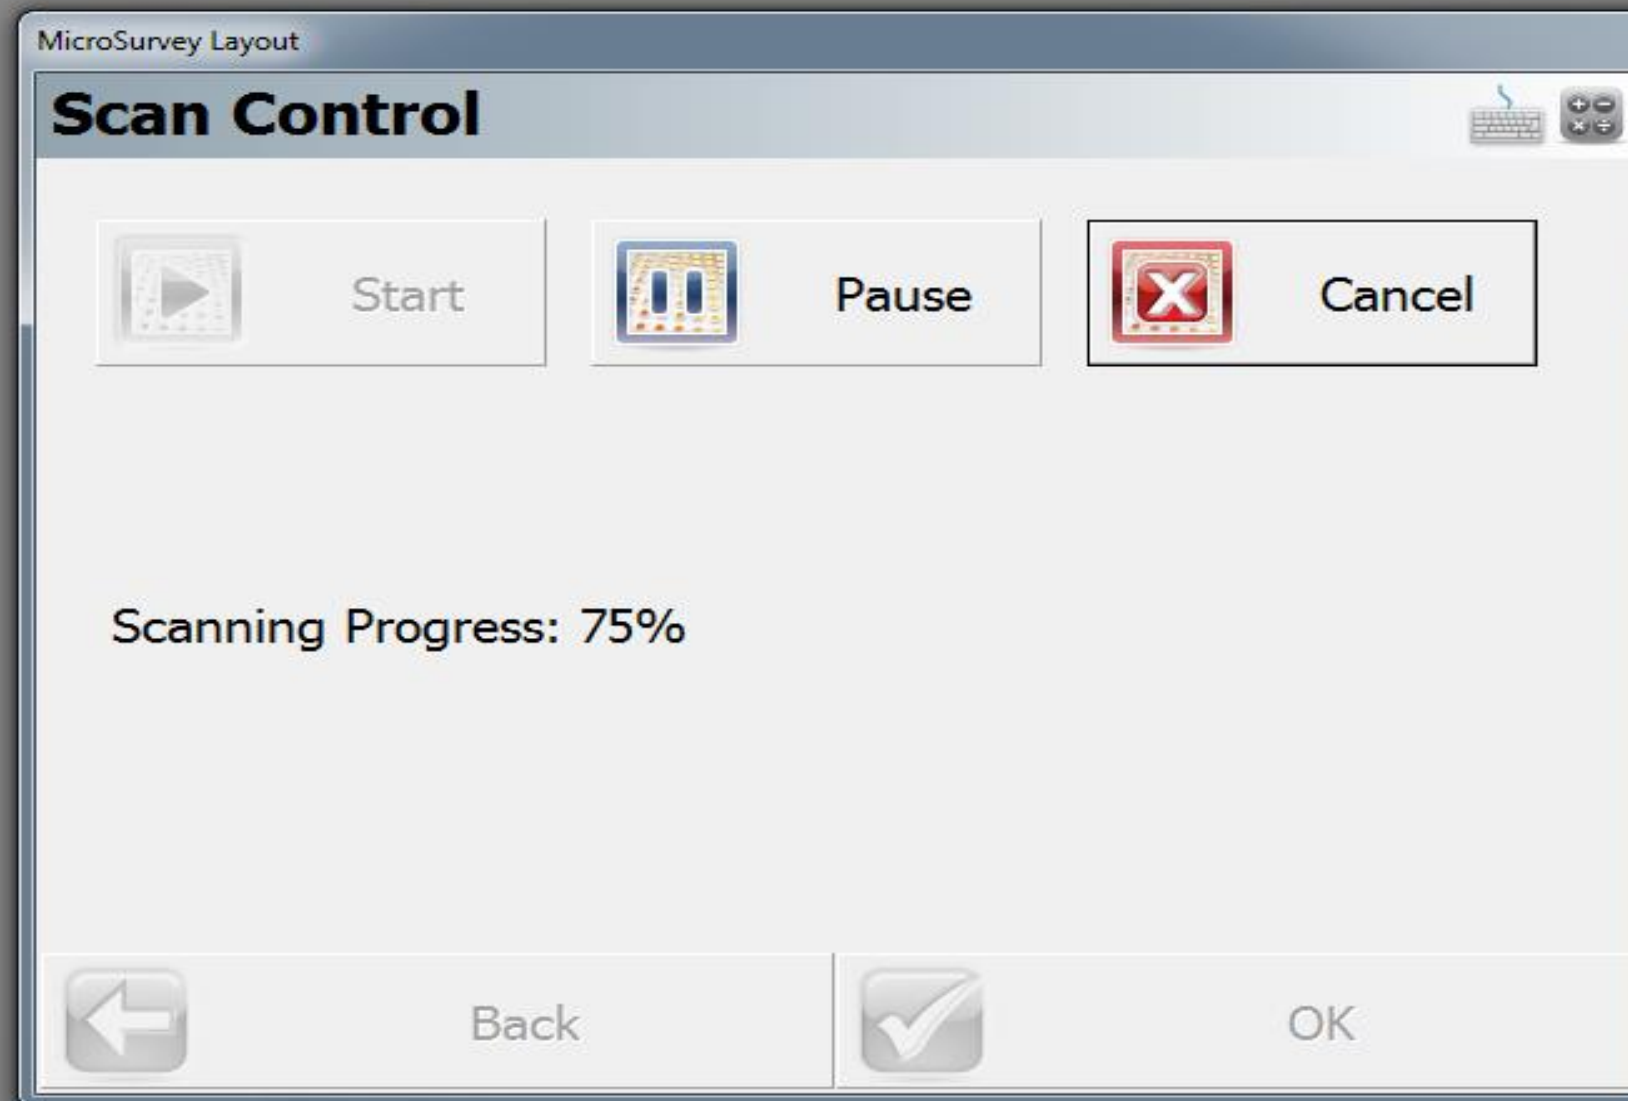 MicroSurvey Layout
Scan Control
Start
Pause
Cancel
Scanning Progress: 75%
Back
OK